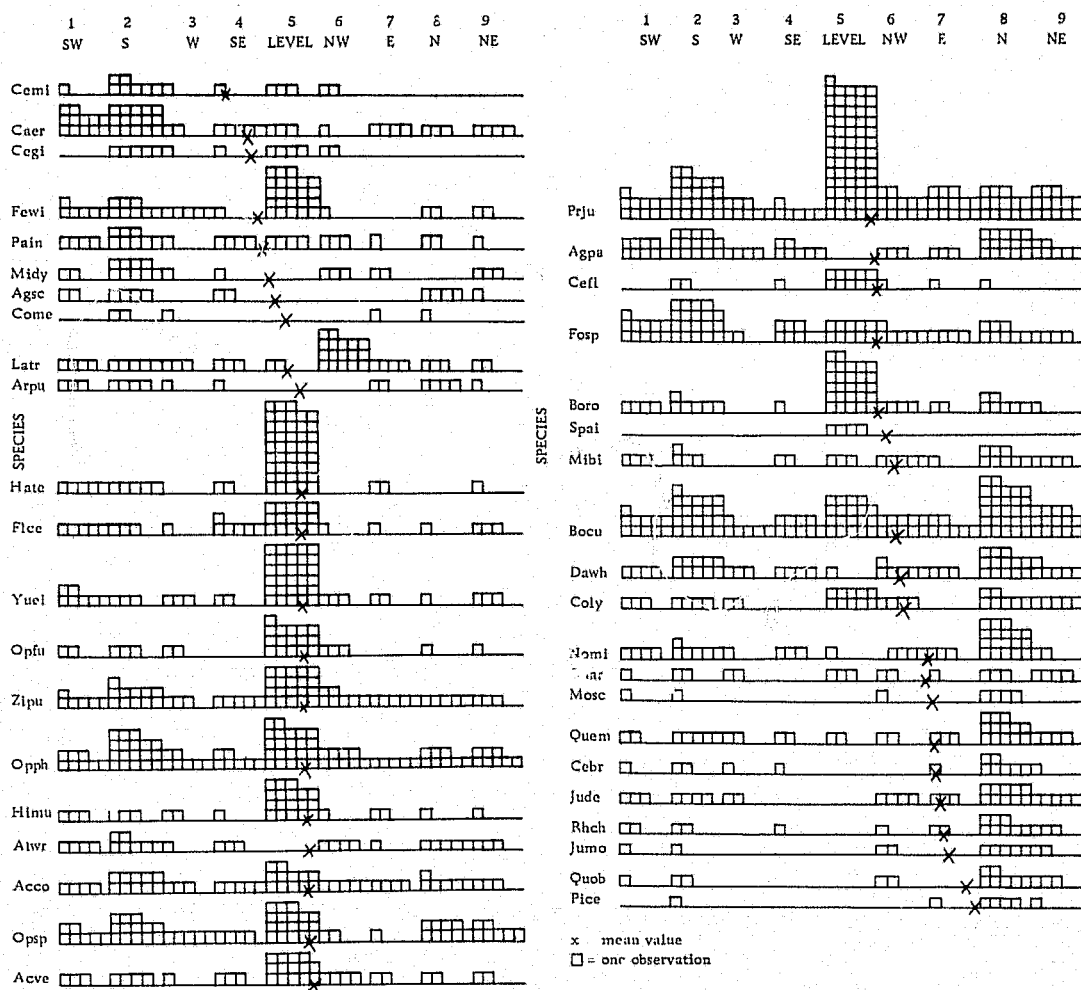 1 2 3 4 5 6 7 8 9
SW S W SE LEVEL NW E N NE
Cemi
Caer
Cegi
Fewi
Pain
Midy
Agsc
Come
Latr
Arpu
SPECIES
Hate
Flce
Yuel
Opfu
Zipu
Opph
Himu
Alwr
Acco
Opsp
Acve
1 2 3 4 5 6 7 8 9
SW S W SE LEVEL NW E N NE
Prju
Agpa
Cefl
Fosp
Boro
Spai
SPECIES
Mibi
Bocu
Dawh
Coly
Nomi
Mosc
Quem
Cebr
Jude
Rhch
Jumo
Quob
Pice
x = mean value
= one observation